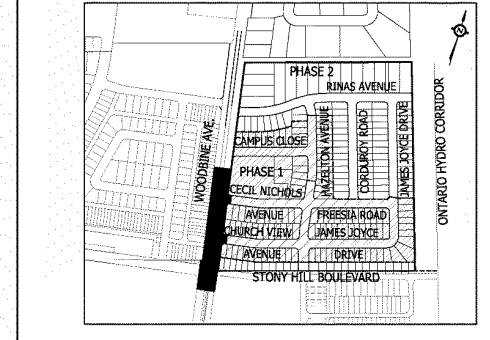 PHASE 2
RINAS AVENUE
WOODBINE AVE.
CAMPUS CLOSE
HAZELTON AVENUE
CORDUROY ROAD
JAMES JOYCE DRIVE
ONTARIO HYDRO CORRIDOR
PHASE 1
CECIL NICHOLS
AVENUE
FREESIA ROAD
CHURCH VIEW
JAMES JOYCE
AVENUE
DRIVE
STONY HILL BOULEVARD